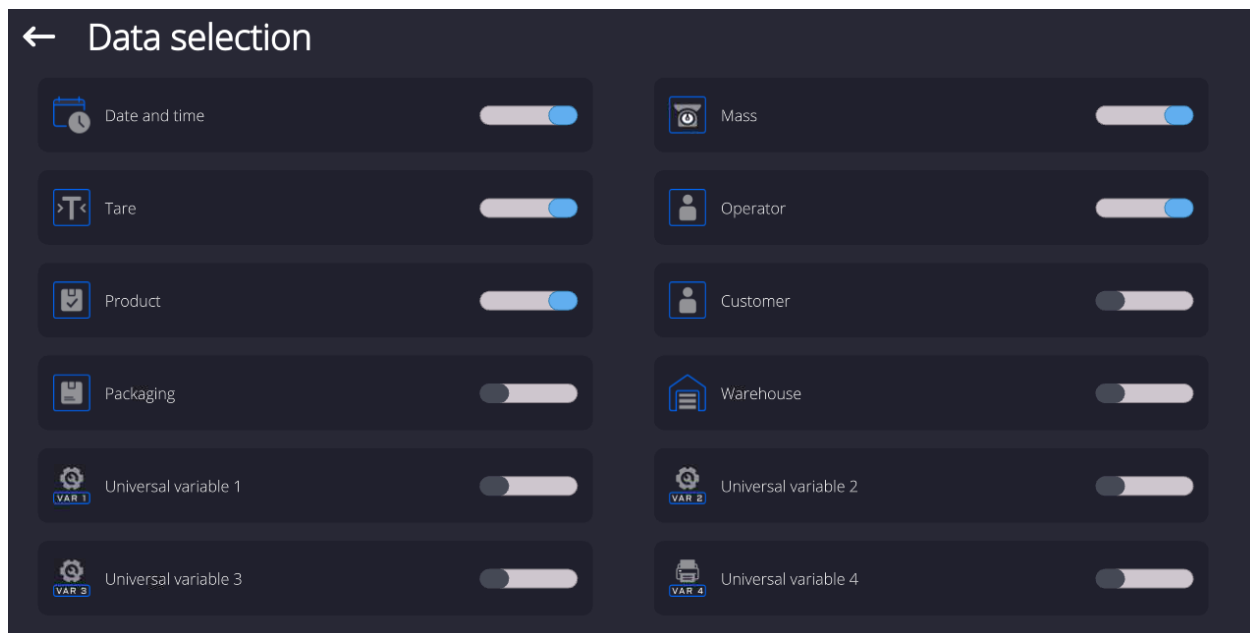 Data selection
Date and time
Mass
T
Tare
Operator
Product
Customer
Packaging
Warehouse
VAR 1
Universal variable 1
VAR 2
Universal variable 2
VAR 3
Universal variable 3
VAR 4
Universal variable 4